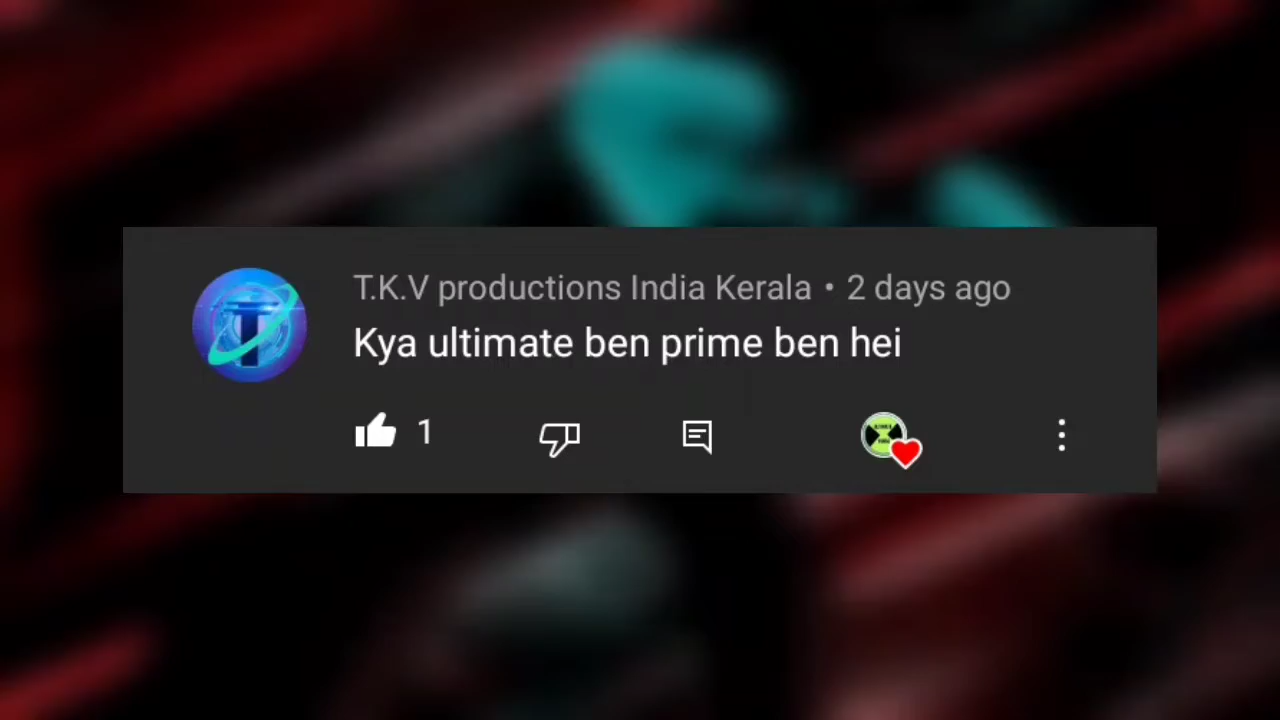 T.K.V productions India Kerala • 2 days ago
Kya ultimate ben prime ben hei
1